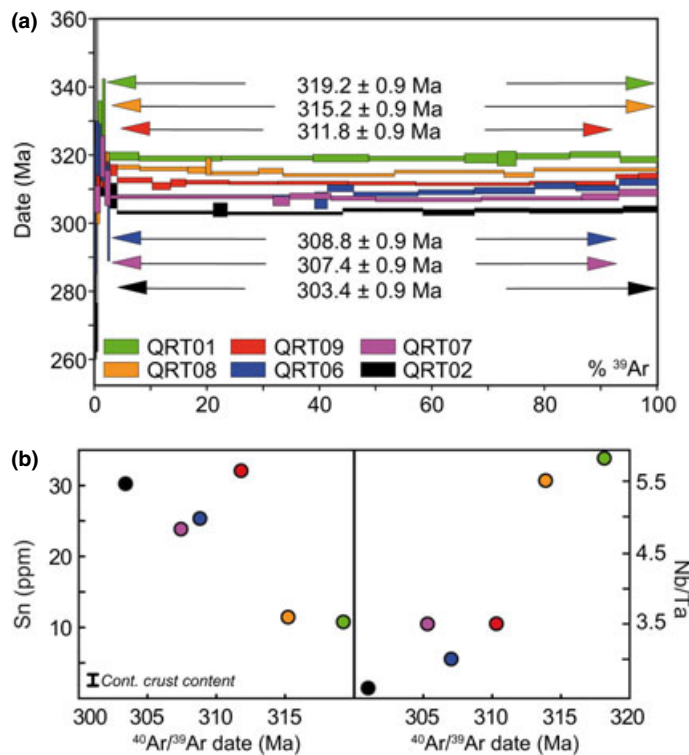 (a)
360
340
320
300
280
260
Date (Ma)
319.2 ± 0.9 Ma
315.2 ± 0.9 Ma
311.8 ± 0.9 Ma
308.8 ± 0.9 Ma
307.4 ± 0.9 Ma
303.4 ± 0.9 Ma
QRT01 QRT09 QRT07
QRT08 QRT06 QRT02
% ³⁹Ar
0 20 40 60 80 100
(b)
30
20
10
Sn (ppm)
Cont. crust content
5.5
4.5
3.5
Nb/Ta
300 305 310 315 305 310 315 320
⁴⁰Ar/³⁹Ar date (Ma) ⁴⁰Ar/³⁹Ar date (Ma)